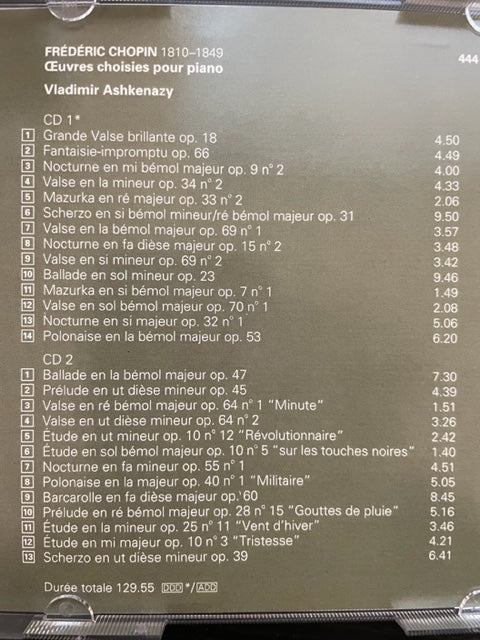 FRÉDÉRIC CHOPIN 1810–1849
Œuvres choisies pour piano
444
Vladimir Ashkenazy
CD 1*
1 Grande Valse brillante op. 18 4.50
2 Fantaisie-impromptu op. 66 4.49
3 Nocturne en mi bémol majeur op. 9 n° 2 4.00
4 Valse en la mineur op. 34 n° 2 4.33
5 Mazurka en ré majeur op. 33 n° 2 2.06
6 Scherzo en si bémol mineur/ré bémol majeur op. 31 9.50
7 Valse en la bémol majeur op. 69 n° 1 3.57
8 Nocturne en fa dièse majeur op. 15 n° 2 3.48
9 Valse en si mineur op. 69 n° 2 3.42
10 Ballade en sol mineur op. 23 9.46
11 Mazurka en si bémol majeur op. 7 n° 1 1.49
12 Valse en sol bémol majeur op. 70 n° 1 2.08
13 Nocturne en si majeur op. 32 n° 1 5.06
14 Polonaise en la bémol majeur op. 53 6.20
CD 2
1 Ballade en la bémol majeur op. 47 7.30
2 Prélude en ut dièse mineur op. 45 4.39
3 Valse en ré bémol majeur op. 64 n° 1 “Minute” 1.51
4 Valse en ut dièse mineur op. 64 n° 2 3.26
5 Étude en ut mineur op. 10 n° 12 “Révolutionnaire” 2.42
6 Étude en sol bémol majeur op. 10 n° 5 “sur les touches noires” 1.40
7 Nocturne en fa mineur op. 55 n° 1 4.51
8 Polonaise en la majeur op. 40 n° 1 “Militaire” 5.05
9 Barcarolle en fa dièse majeur op. 60 8.45
10 Prélude en ré bémol majeur op. 28 n° 15 “Gouttes de pluie” 5.16
11 Étude en la mineur op. 25 n° 11 “Vent d’hiver” 3.46
12 Étude en mi majeur op. 10 n° 3 “Tristesse” 4.21
13 Scherzo en ut dièse mineur op. 39 6.41
Durée totale 129.55 DDD*/ADD